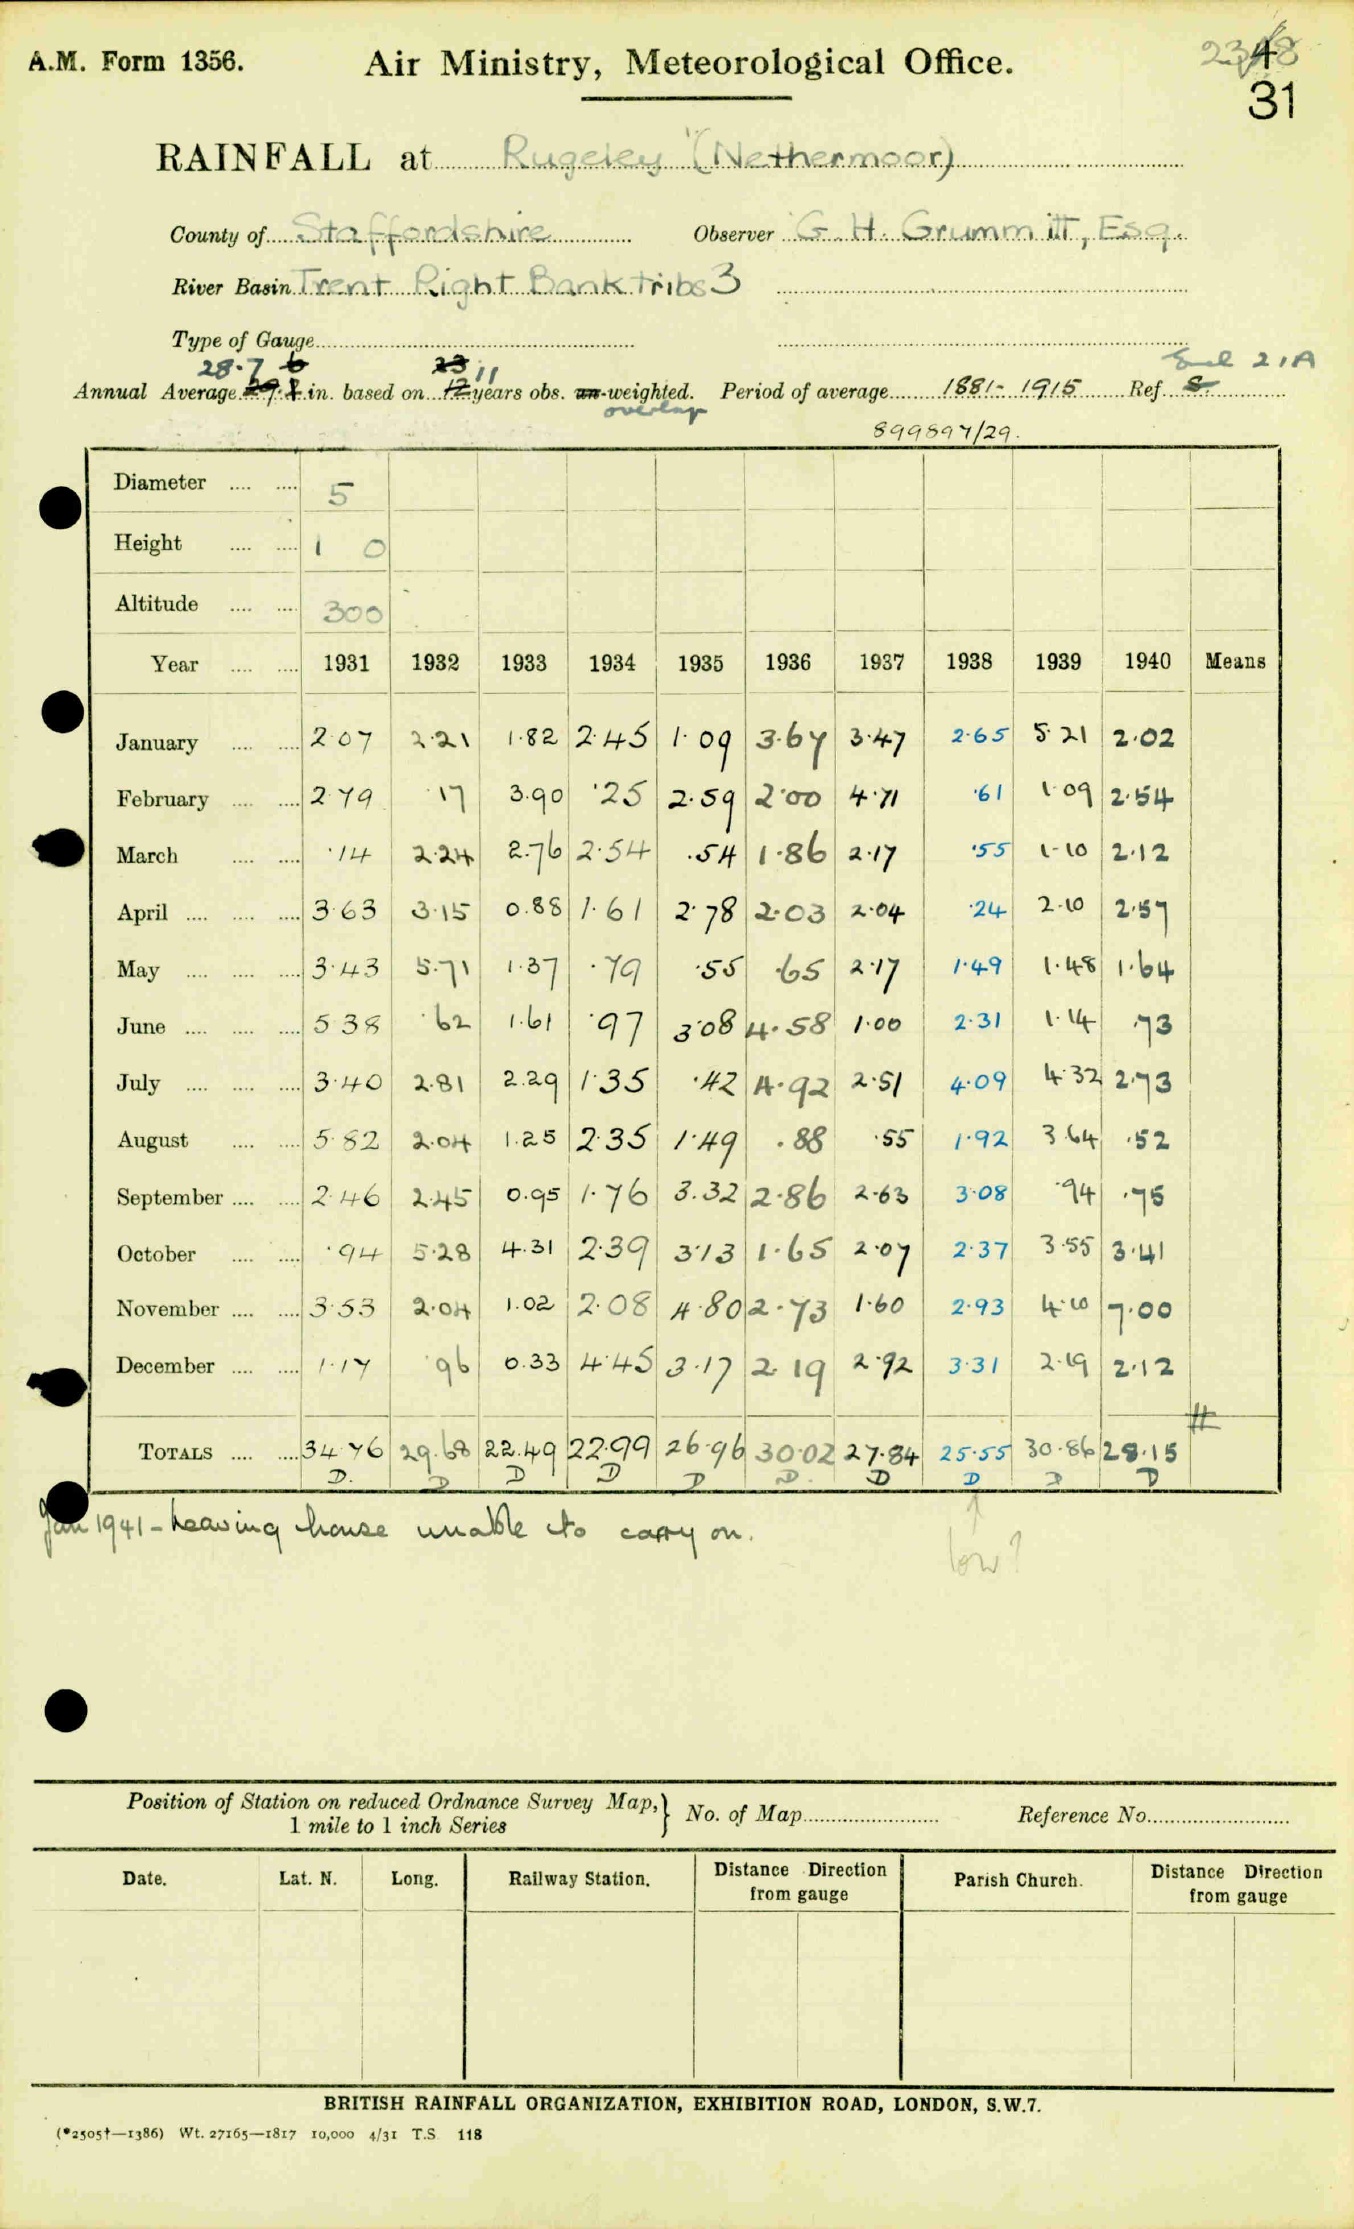 A.M. Form 1356. Air Ministry, Meteorological Office.
31
RAINFALL at Rugeley (Nethermoor)
County of Staffordshire Observer G. H. Grummitt, Esq.
River Basin Trent Right Bank Tribs 3
Type of Gauge
28.7 11 21A
Annual Average in. based on 12 years obs. un-weighted. Period of average 1881-1915 Ref. S.
overlap
899897/29.
Diameter 5
Height 1 0
Altitude 300
Year 1931 1932 1933 1934 1935 1936 1937 1938 1939 1940 Means
January 2.07 2.21 1.82 2.45 1.09 3.67 3.47 2.65 5.21 2.02
February 2.79 .17 3.90 .25 2.59 2.00 4.71 .61 1.09 2.54
March .14 2.24 2.76 2.54 .54 1.86 2.17 .55 1.10 2.12
April 3.63 3.15 0.88 1.61 2.78 2.03 2.04 .24 2.10 2.57
May 3.43 5.71 1.37 .79 .55 .65 2.17 1.49 1.48 1.64
June 5.38 .62 1.61 .97 3.08 4.58 1.00 2.31 1.14 .73
July 3.40 2.81 2.29 1.35 .42 4.92 2.51 4.09 4.32 2.73
August 5.82 2.04 1.25 2.35 1.49 .88 .55 1.92 3.64 .52
September 2.46 2.45 0.95 1.76 3.32 2.86 2.63 3.08 .94 .75
October .94 5.28 4.31 2.39 3.13 1.65 2.07 2.37 3.55 3.41
November 3.53 2.04 1.02 2.08 4.80 2.73 1.60 2.93 4.10 7.00
December 1.17 .96 0.33 4.45 3.17 2.19 2.92 3.31 2.19 2.12
TOTALS 34.76 29.68 22.49 22.99 26.96 30.02 27.84 25.55 30.86 28.15
D. D D D D D. D D D D
Jan 1941 - Leaving house unable to carry on.
low?
Position of Station on reduced Ordnance Survey Map,} No. of Map Reference No.
1 mile to 1 inch Series
Date. Lat. N. Long. Railway Station. Distance Direction from gauge Parish Church. Distance Direction from gauge
BRITISH RAINFALL ORGANIZATION, EXHIBITION ROAD, LONDON, S.W.7.
(*2505†—1386) Wt. 27165—1817 10,000 4/31 T.S. 118